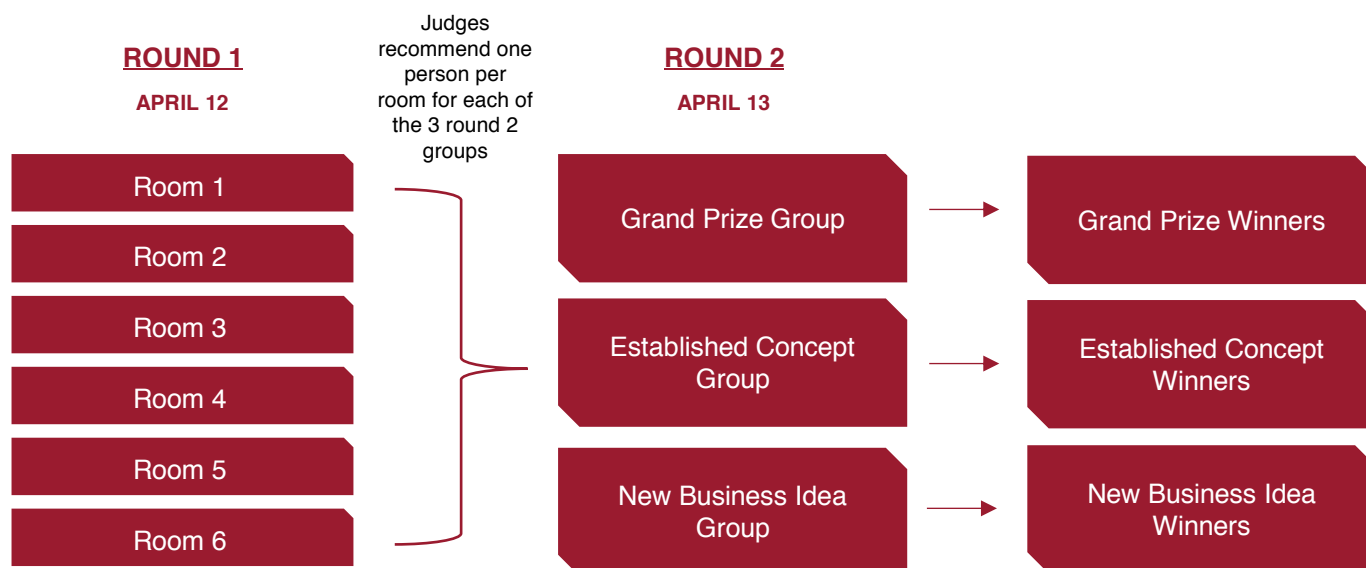 ROUND 1
APRIL 12
Room 1
Room 2
Room 3
Room 4
Room 5
Room 6
Judges
recommend one
person per
room for each of
the 3 round 2
groups
ROUND 2
APRIL 13
Grand Prize Group
Established Concept
Group
New Business Idea
Group
Grand Prize Winners
Established Concept
Winners
New Business Idea
Winners